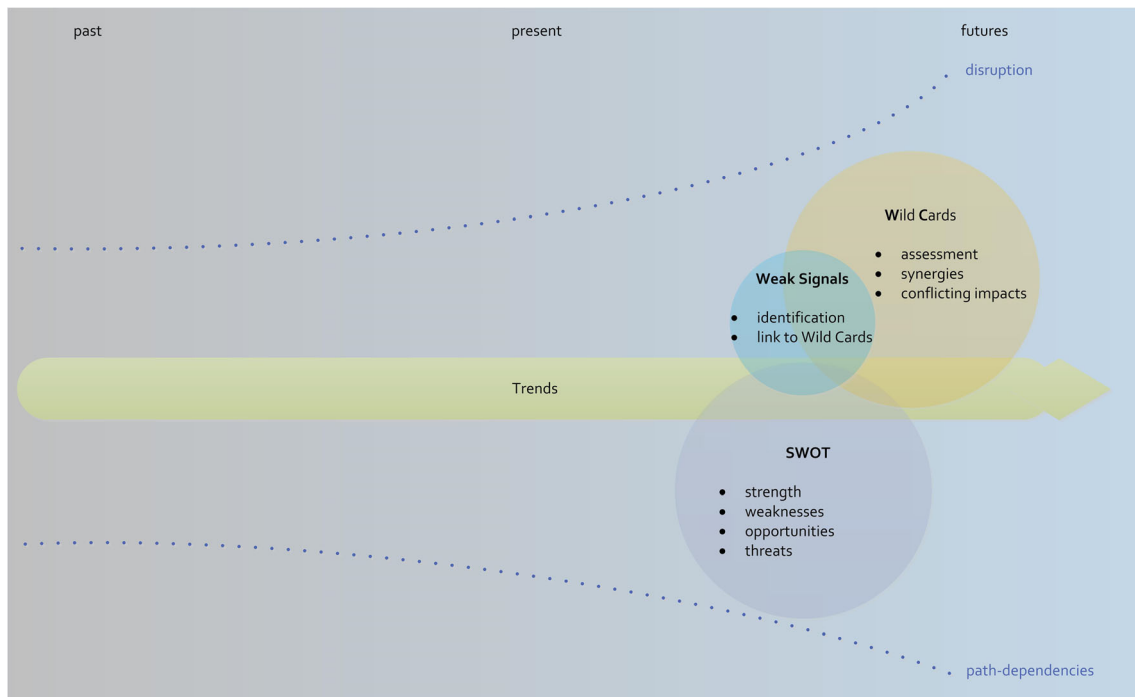 past present futures
disruption
Wild Cards
• assessment
• synergies
• conflicting impacts
Weak Signals
• identification
• link to Wild Cards
Trends
SWOT
• strength
• weaknesses
• opportunities
• threats
path-dependencies